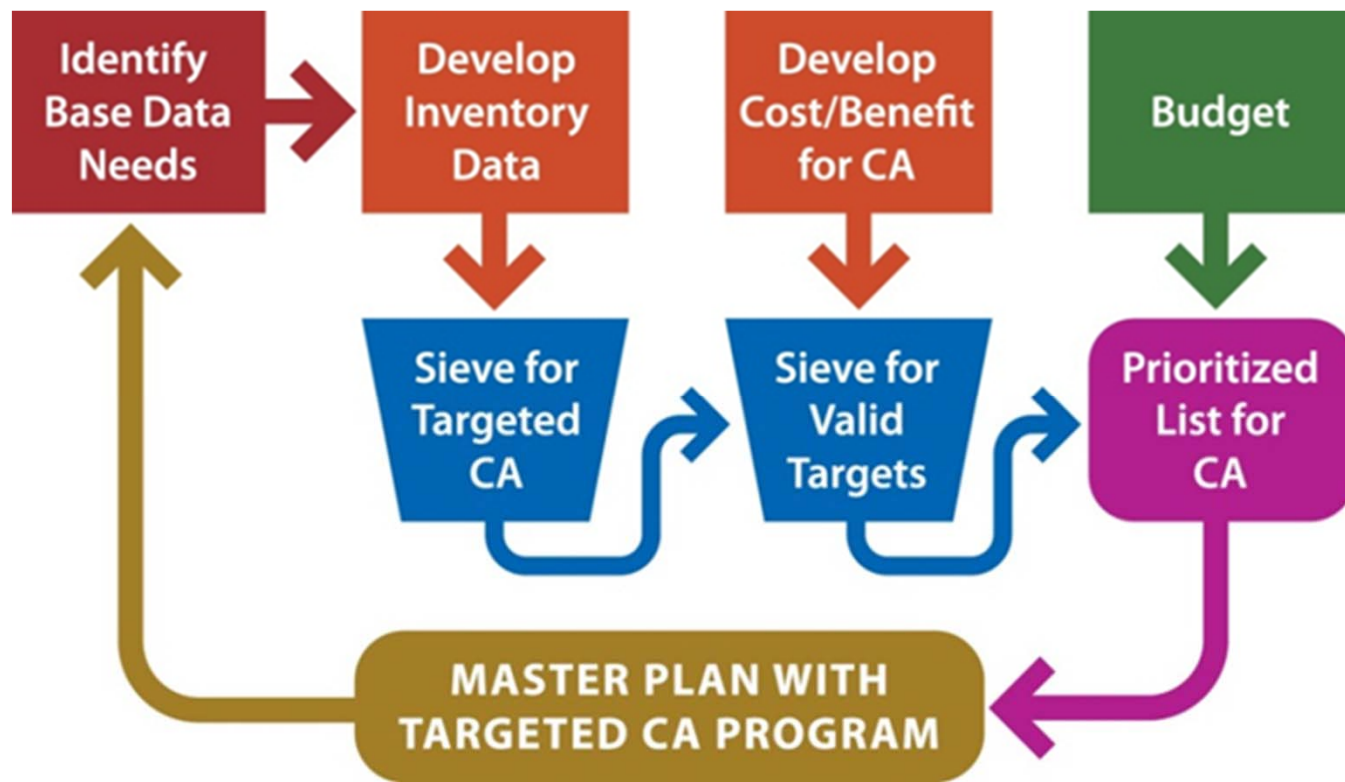 Identify
Base Data
Needs
Develop
Inventory
Data
Develop
Cost/Benefit
for CA
Budget
Sieve for
Targeted
CA
Sieve for
Valid
Targets
Prioritized
List for
CA
MASTER PLAN WITH
TARGETED CA PROGRAM